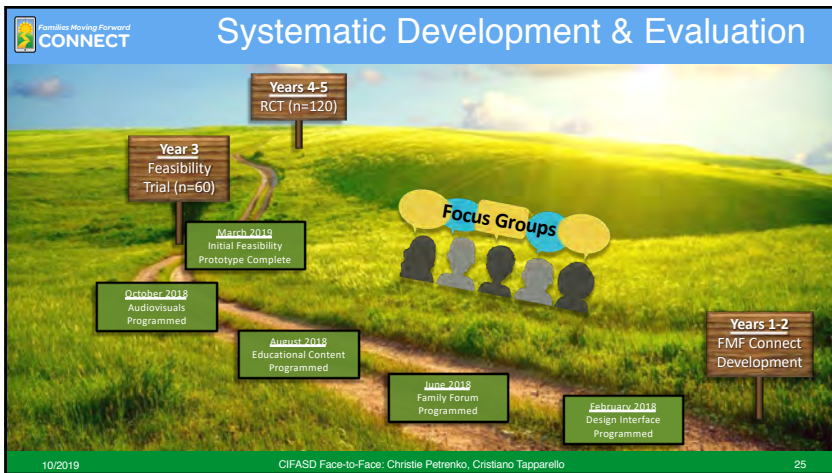 Families Moving Forward
CONNECT
Systematic Development & Evaluation
Years 4-5
RCT (n=120)
Year 3
Feasibility
Trial (n=60)
Focus Groups
March 2019
Initial Feasibility
Prototype Complete
October 2018
Audiovisuals
Programmed
August 2018
Educational Content
Programmed
June 2018
Family Forum
Programmed
February 2018
Design Interface
Programmed
Years 1-2
FMF Connect
Development
10/2019
CIFASD Face-to-Face: Christie Petrenko, Cristiano Tapparello
25